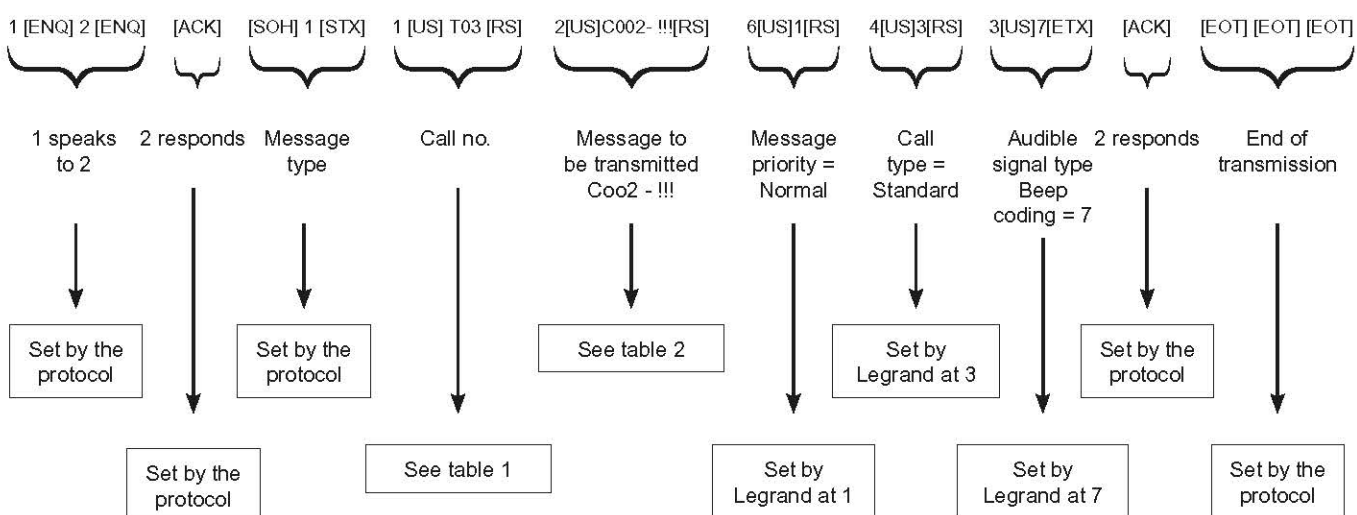 1 [ENQ] 2 [ENQ] [ACK] [SOH] 1 [STX] 1 [US] T03 [RS] 2[US]C002- !!![RS] 6[US]1[RS] 4[US]3[RS] 3[US]7[ETX] [ACK] [EOT] [EOT] [EOT]
1 speaks
to 2
2 responds
Message
type
Call no.
Message to
be transmitted
Coo2 - !!!
Message
priority =
Normal
Call
type =
Standard
Audible
signal type
Beep
coding = 7
2 responds
End of
transmission
Set by the
protocol
Set by the
protocol
See table 2
Set by
Legrand at 3
Set by the
protocol
Set by the
protocol
See table 1
Set by
Legrand at 1
Set by
Legrand at 7
Set by the
protocol